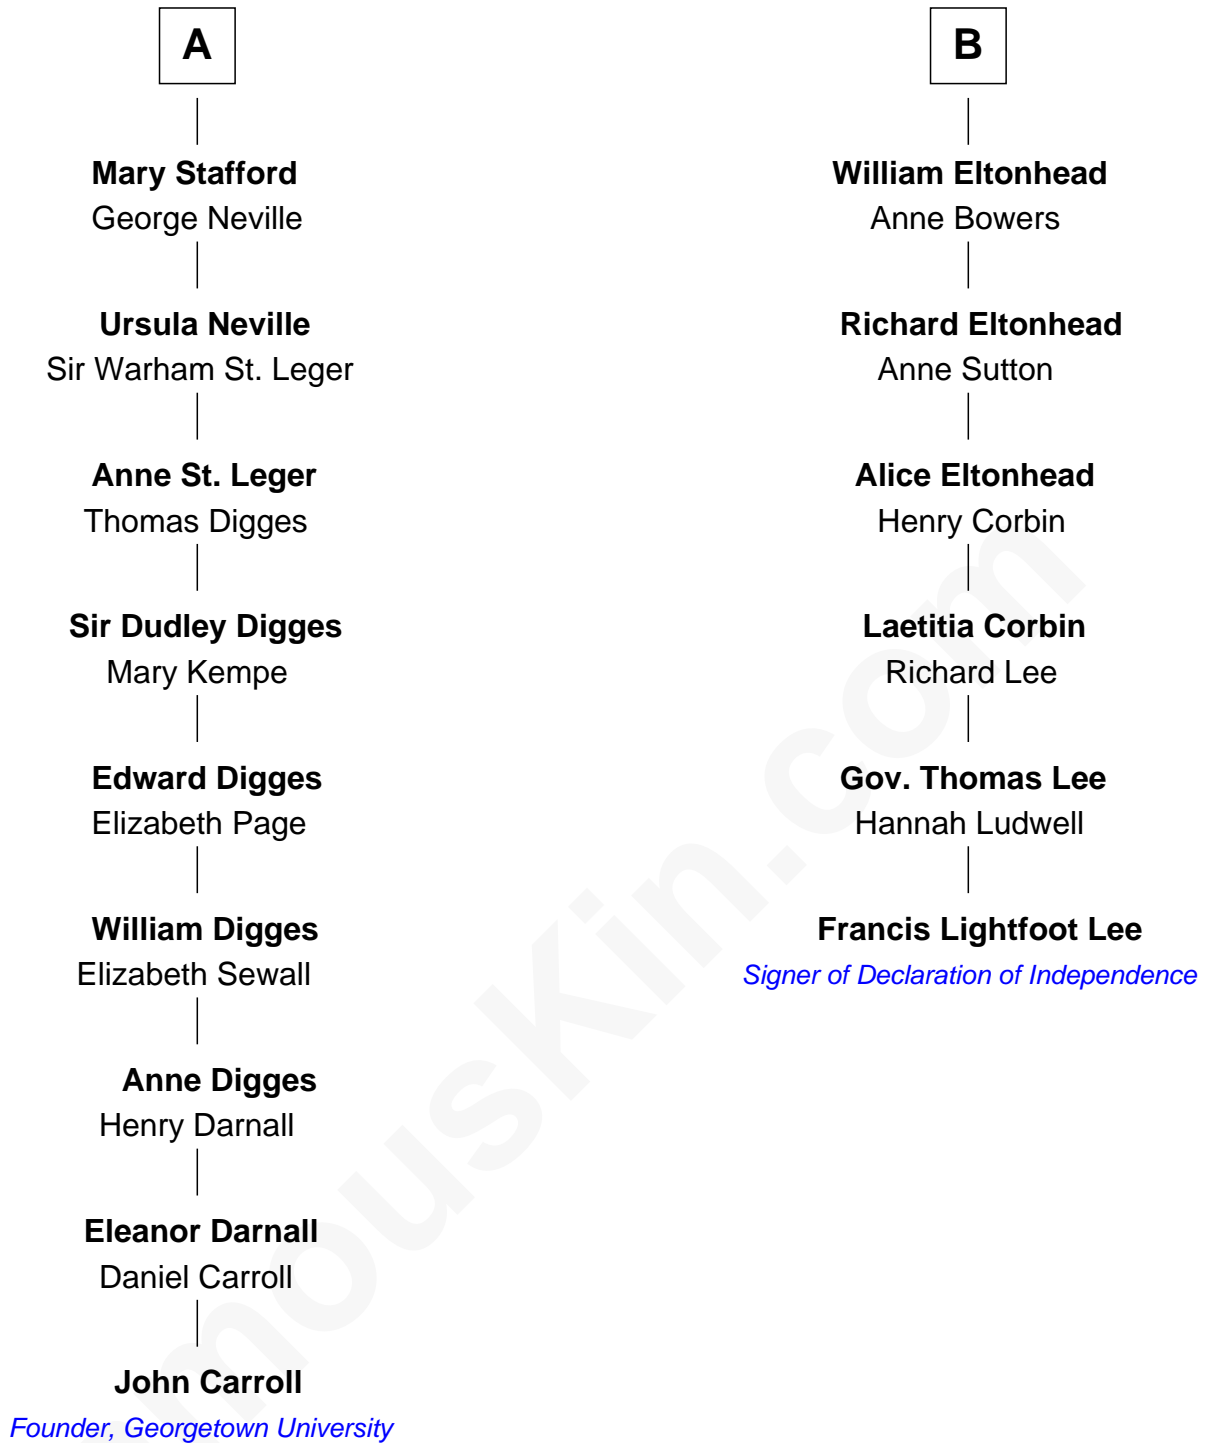 A
Mary Stafford
George Neville
Ursula Neville
Sir Warham St. Leger
Anne St. Leger
Thomas Digges
Sir Dudley Digges
Mary Kempe
Edward Digges
Elizabeth Page
William Digges
Elizabeth Sewall
Anne Digges
Henry Darnall
Eleanor Darnall
Daniel Carroll
John Carroll
Founder, Georgetown University
B
William Eltonhead
Anne Bowers
Richard Eltonhead
Anne Sutton
Alice Eltonhead
Henry Corbin
Laetitia Corbin
Richard Lee
Gov. Thomas Lee
Hannah Ludwell
Francis Lightfoot Lee
Signer of Declaration of Independence
mousKin.com